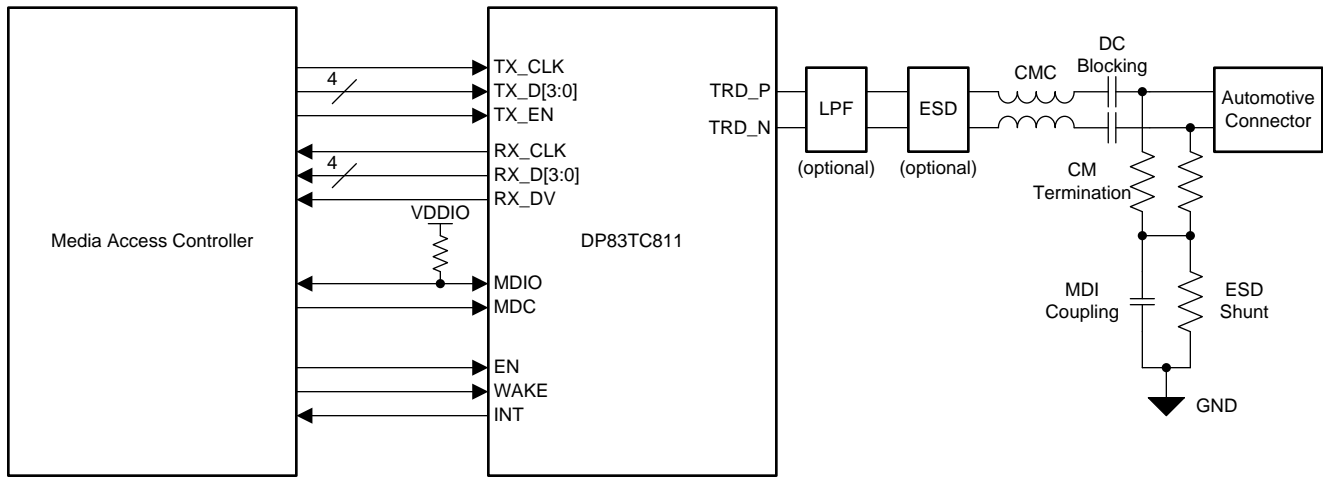 Media Access Controller
4
4
VDDIO
TX_CLK
TX_D[3:0]
TX_EN
RX_CLK
RX_D[3:0]
RX_DV
MDIO
MDC
EN
WAKE
INT
DP83TC811
TRD_P
TRD_N
LPF
(optional)
ESD
(optional)
CMC
DC
Blocking
Automotive
Connector
CM
Termination
MDI
Coupling
ESD
Shunt
GND